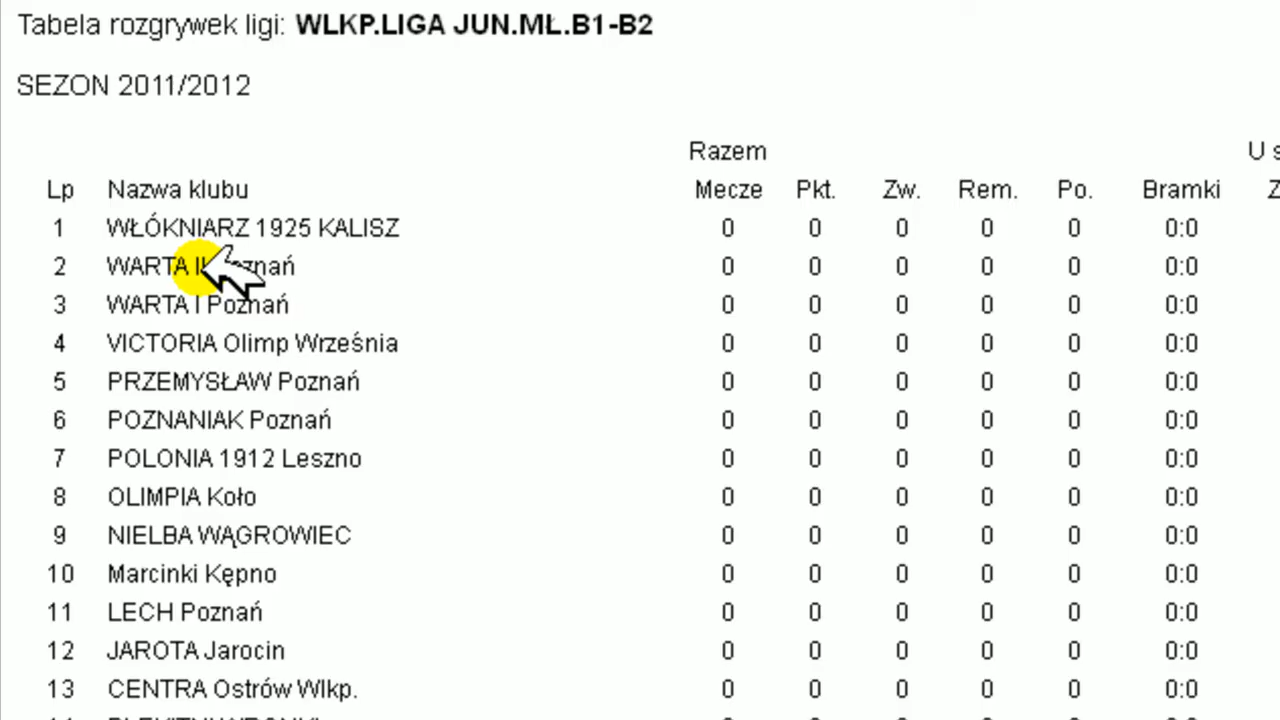 Tabela rozgrywek ligi: WLKP.LIGA JUN.MŁ.B1-B2
SEZON 2011/2012
Razem U s
Lp Nazwa klubu Mecze Pkt. Zw. Rem. Po. Bramki Z
1 WŁÓKNIARZ 1925 KALISZ 0 0 0 0 0 0:0
2 WARTA II Poznań 0 0 0 0 0 0:0
3 WARTA I Poznań 0 0 0 0 0 0:0
4 VICTORIA Olimp Września 0 0 0 0 0 0:0
5 PRZEMYSŁAW Poznań 0 0 0 0 0 0:0
6 POZNANIAK Poznań 0 0 0 0 0 0:0
7 POLONIA 1912 Leszno 0 0 0 0 0 0:0
8 OLIMPIA Koło 0 0 0 0 0 0:0
9 NIELBA WĄGROWIEC 0 0 0 0 0 0:0
10 Marcinki Kępno 0 0 0 0 0 0:0
11 LECH Poznań 0 0 0 0 0 0:0
12 JAROTA Jarocin 0 0 0 0 0 0:0
13 CENTRA Ostrów Wlkp. 0 0 0 0 0 0:0